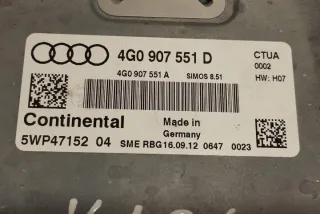 4G0 907 551 D
CTUA
0002
4G0 907 551 A SIMOS 8.51
HW: H07
Continental
Made in
Germany
5WP47152 04
SME RBG16.09.12 0647 0023